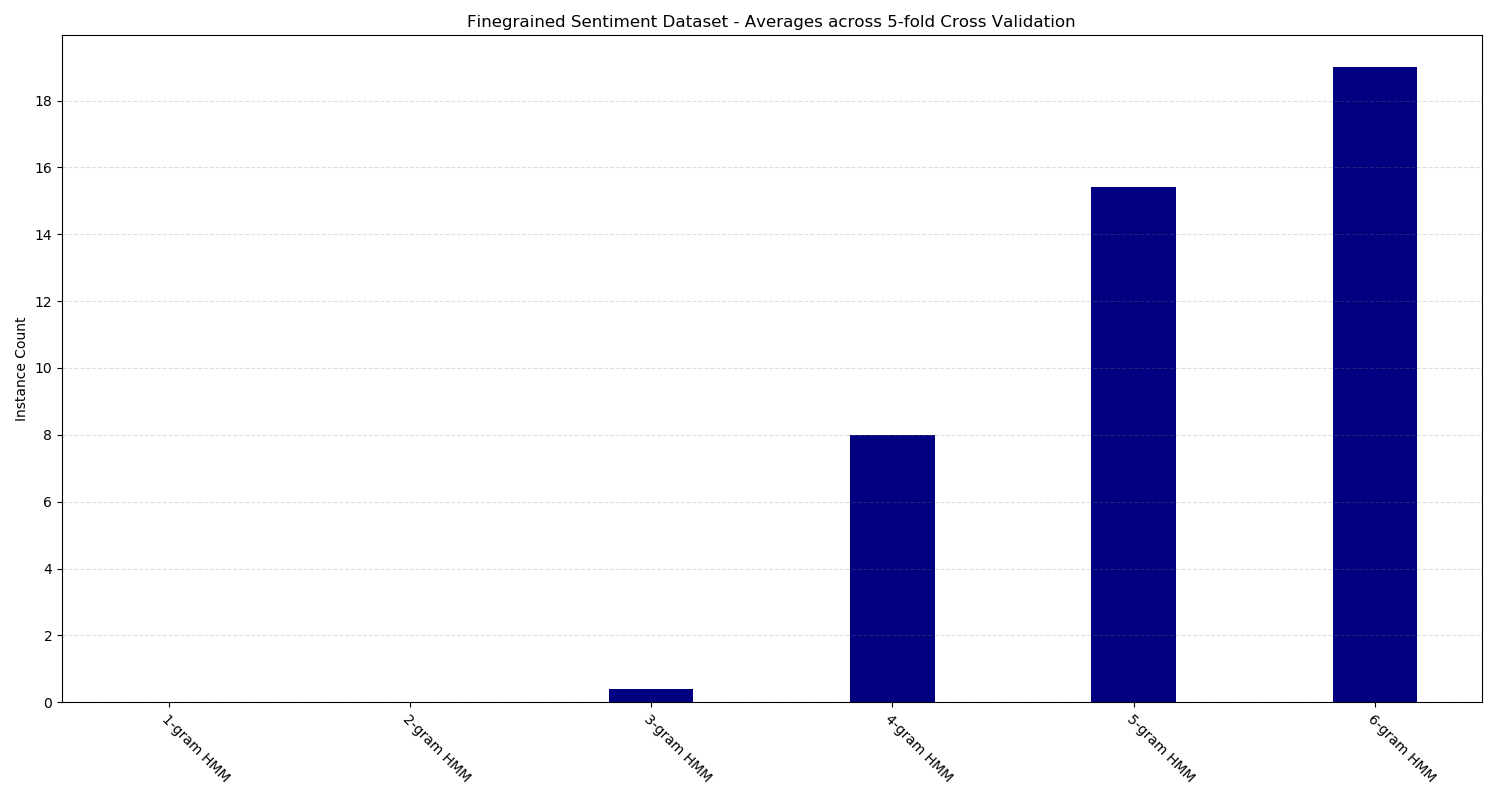 Finegrained Sentiment Dataset - Averages across 5-fold Cross Validation
Instance Count
18
16
14
12
10
8
6
4
2
0
1-gram HMM
2-gram HMM
3-gram HMM
4-gram HMM
5-gram HMM
6-gram HMM